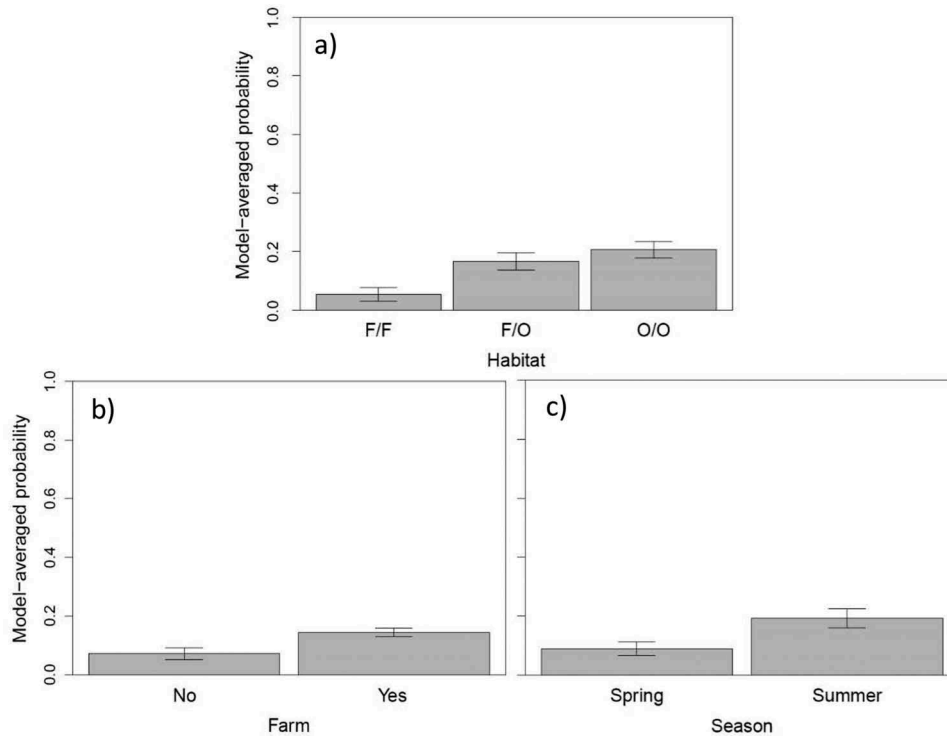 a)
Model-averaged probability
1.0
0.8
0.6
0.4
0.2
0.0
F/F F/O O/O
Habitat
b)
Model-averaged probability
1.0
0.8
0.6
0.4
0.2
0.0
No Yes
Farm
c)
Spring Summer
Season